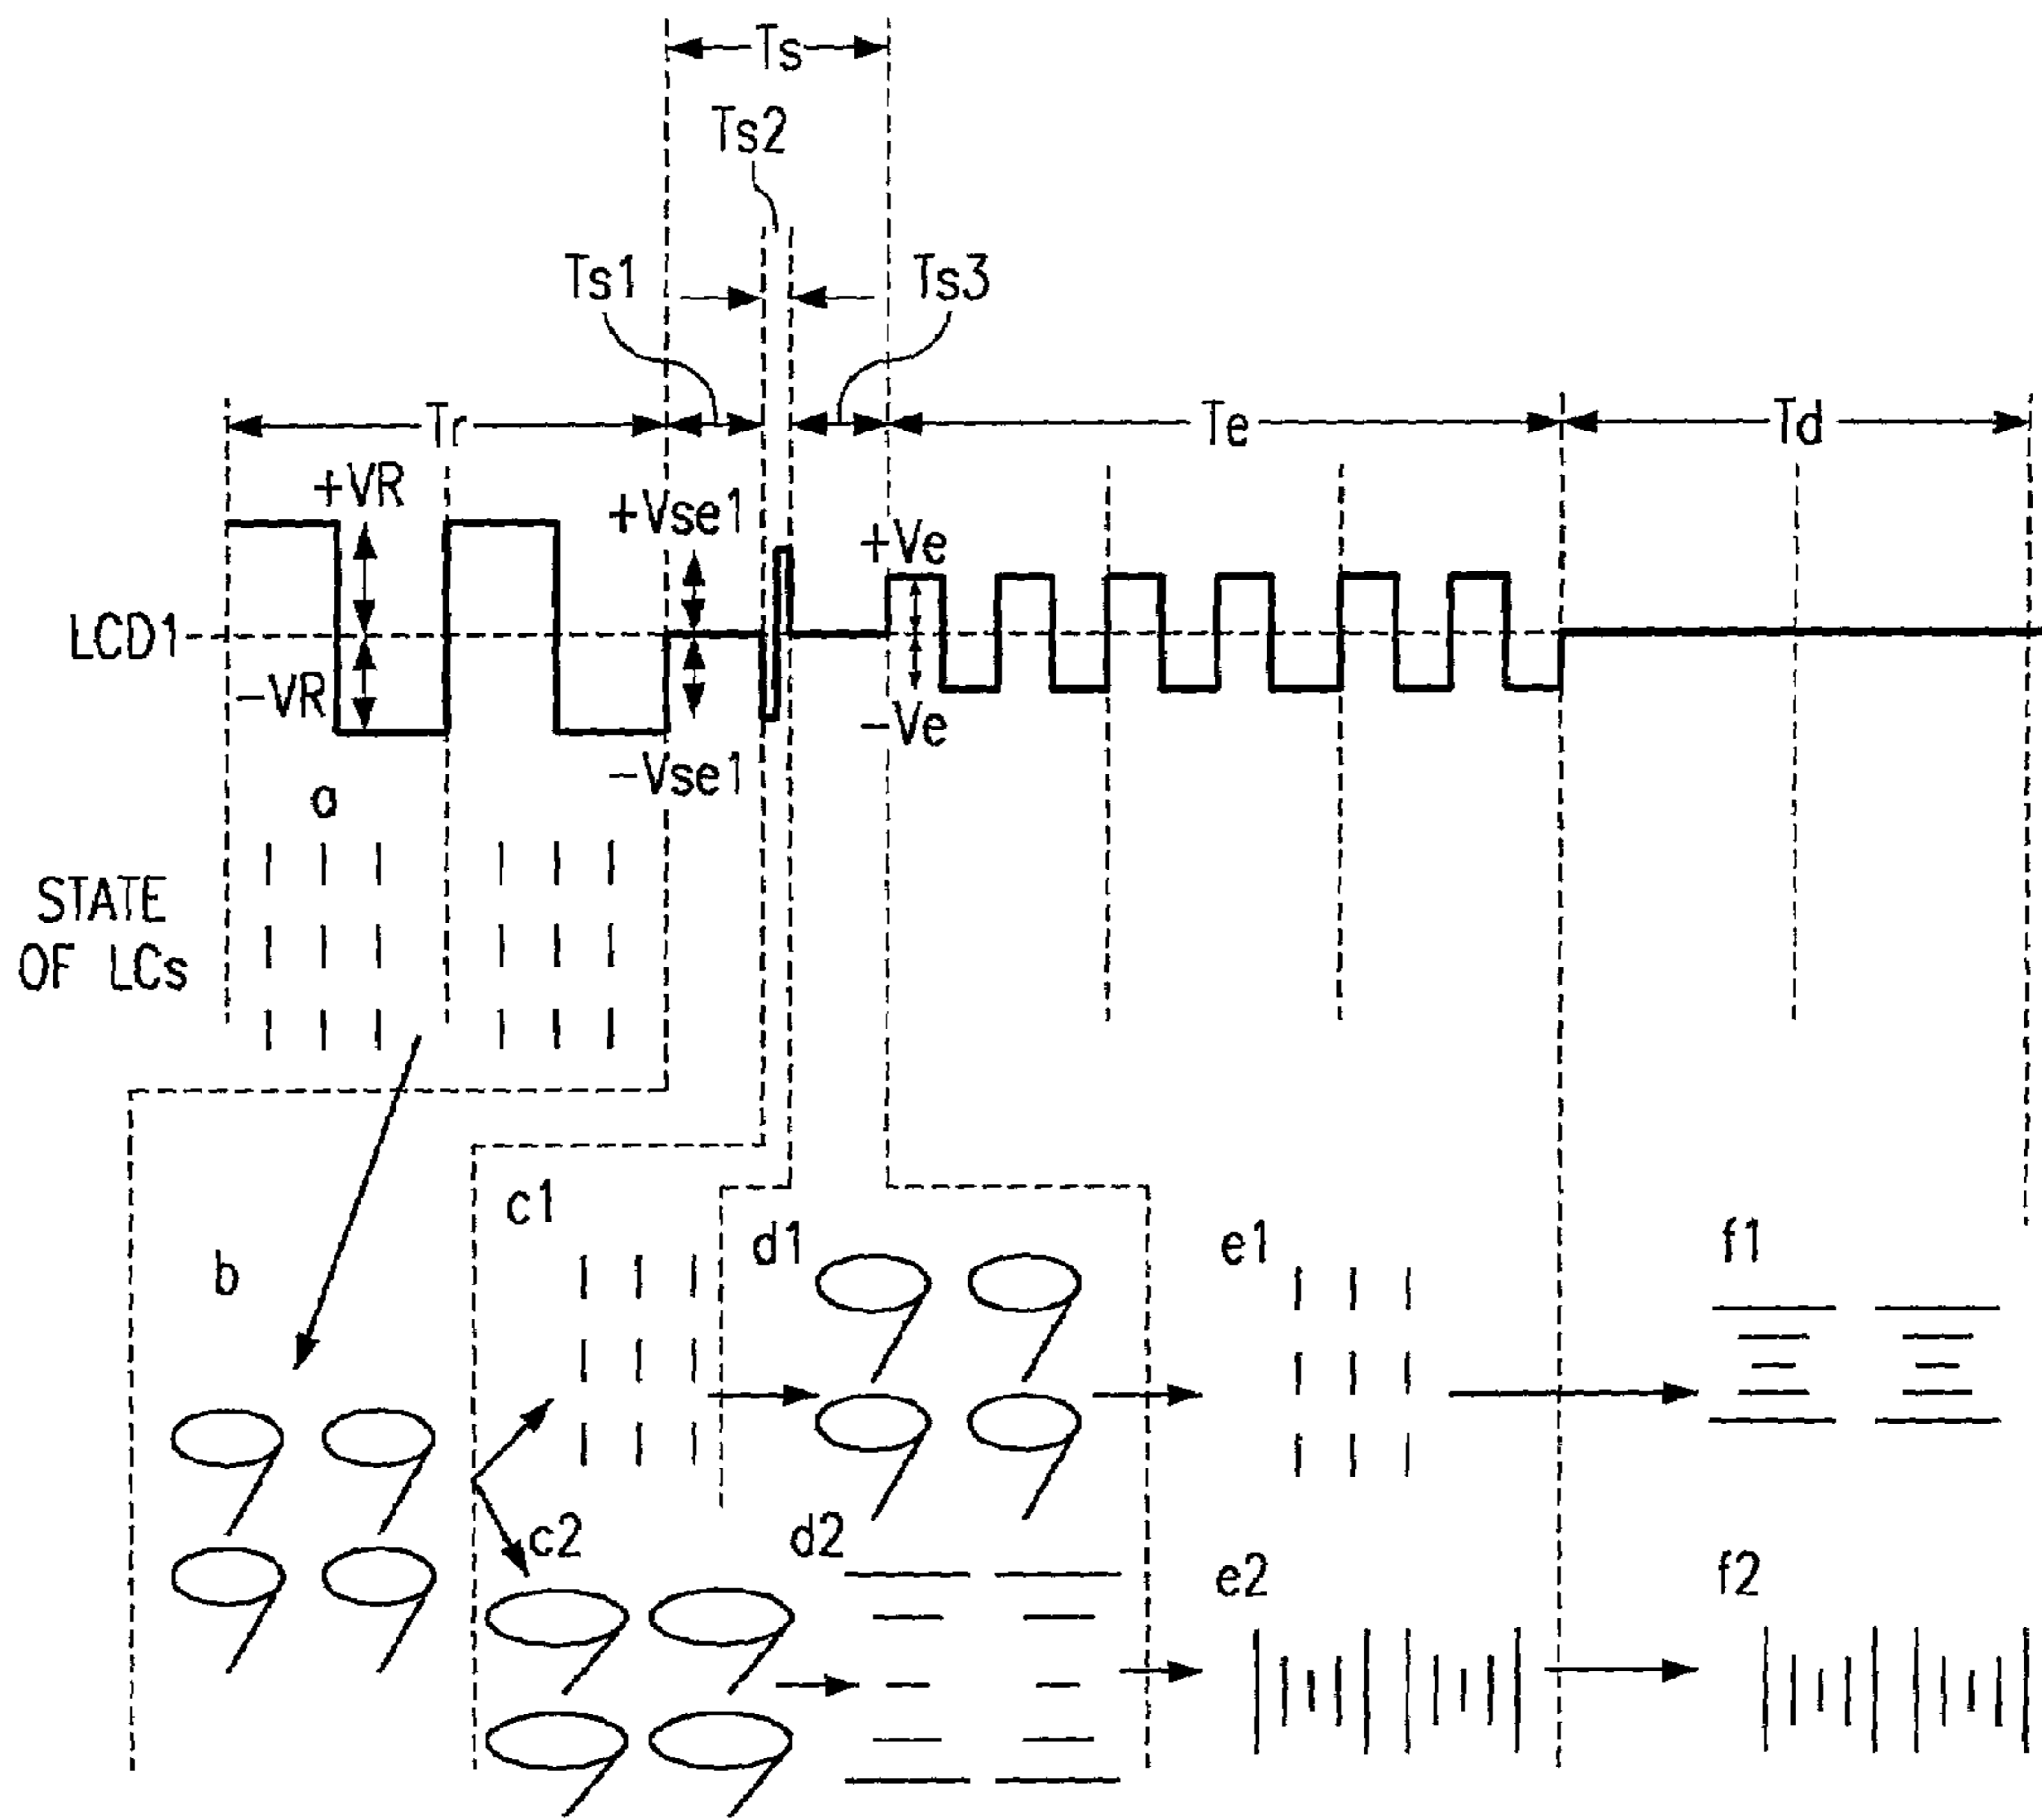 Ts
Ts2
Ts1
Ts3
Tr
Te
Td
+VR
+Vse1
+Ve
LCD1
-VR
-Ve
-Vse1
a
STATE
OF LCs
c1
d1
e1
f1
b
c2
d2
e2
f2